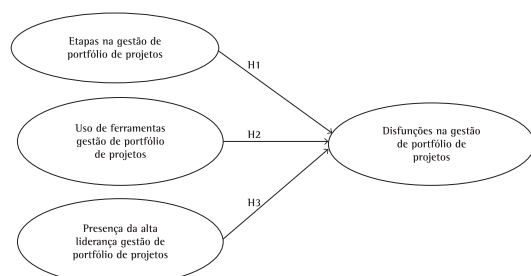 Etapas na gestão de
portfólio de projetos
H1
Uso de ferramentas
gestão de portfólio
de projetos
H2
Disfunções na gestão
de portfólio de
projetos
H3
Presença da alta
liderança gestão de
portfólio de projetos